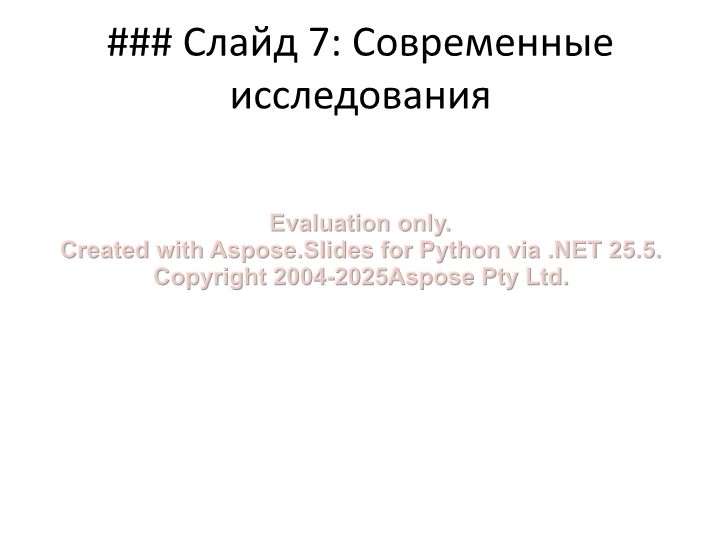 ### Слайд 7: Современные
исследования
Evaluation only.
Created with Aspose.Slides for Python via .NET 25.5.
Copyright 2004-2025Aspose Pty Ltd.